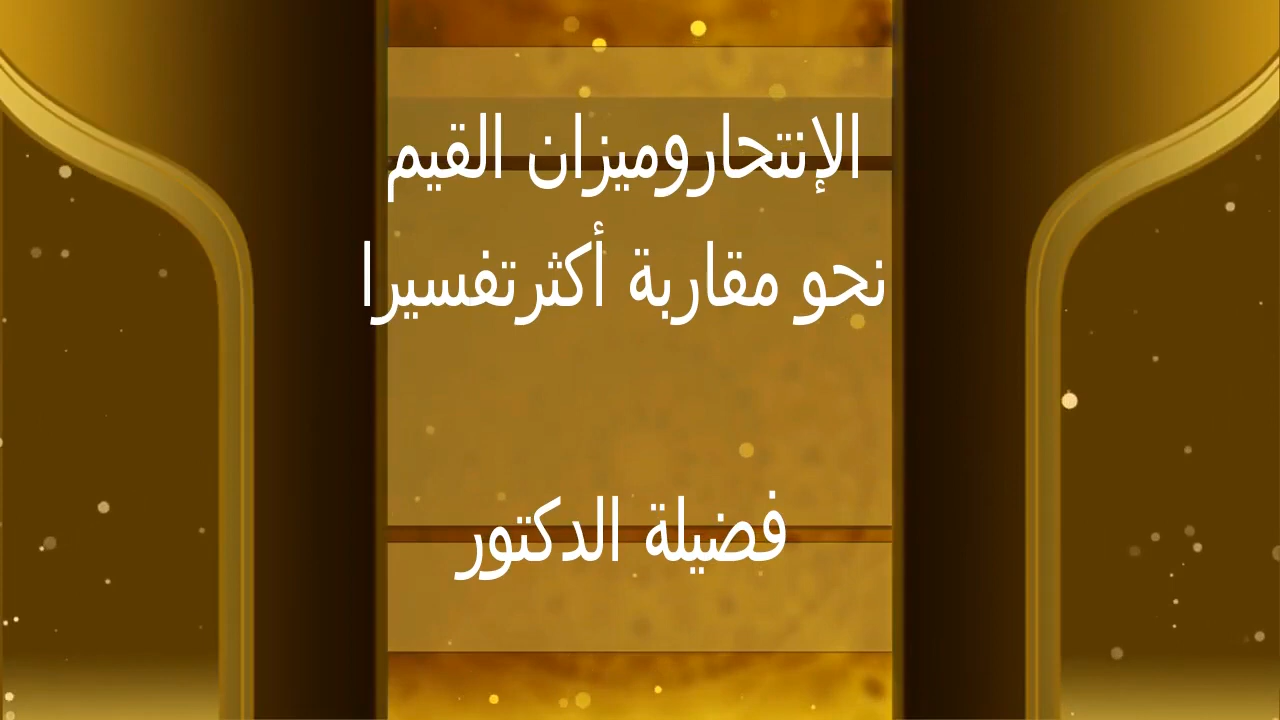 الإنتحاروميزان القيم
نحو مقاربة أكثرتفسيرا
فضيلة الدكتور